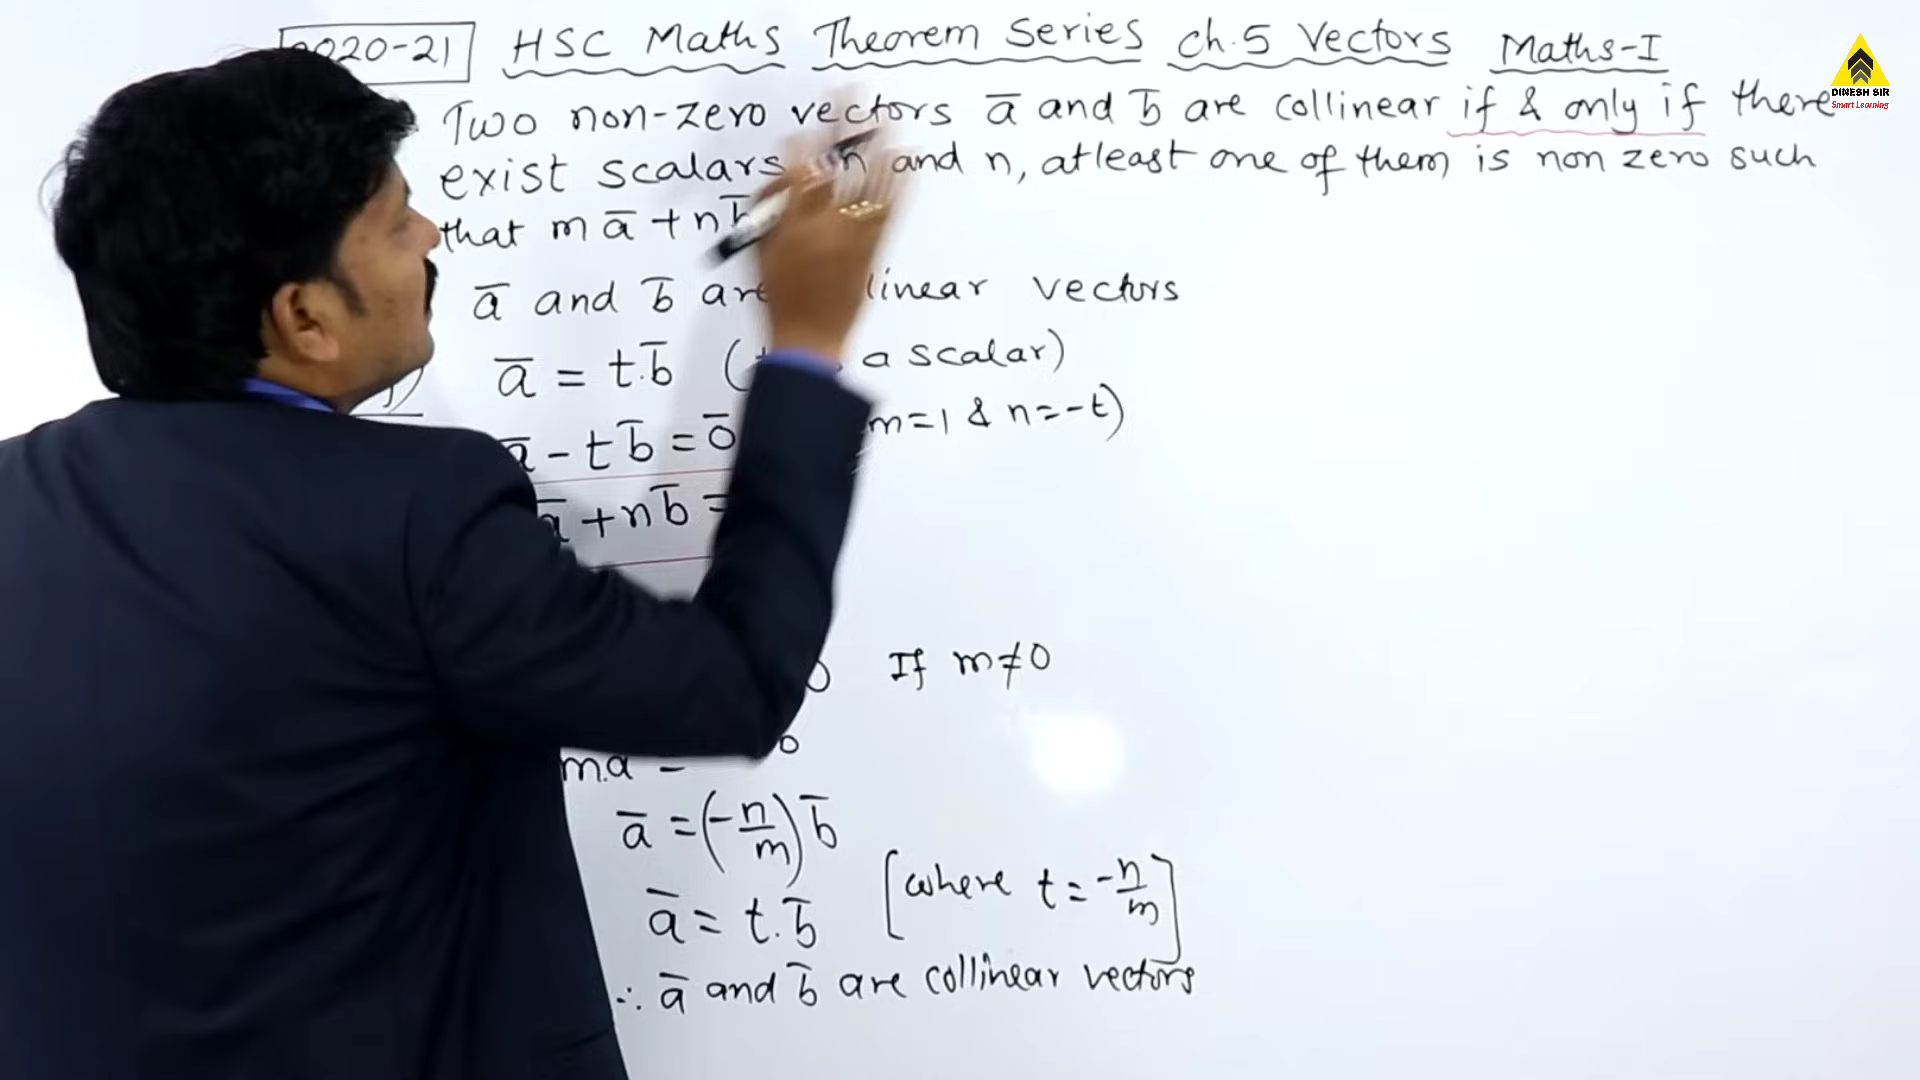 2020-21 HSC Maths Theorem Series Ch.5 Vectors Maths-I
DINESH SIR
Smart Learning
Two non-zero vectors a̅ and b̅ are collinear if & only if there
exist scalars m and n, atleast one of them is non zero such
that m a̅ + n b̅
a̅ and b̅ are linear vectors
a̅ = t.b̅ ( a scalar)
a̅ - t b̅ = 0̅ m=1 & n=-t)
a̅ + n b̅ =
0 If m≠0
m.a̅ =
a̅ = (-n/m) b̅
a̅ = t.b̅ [where t = -n/m]
∴ a̅ and b̅ are collinear vectors